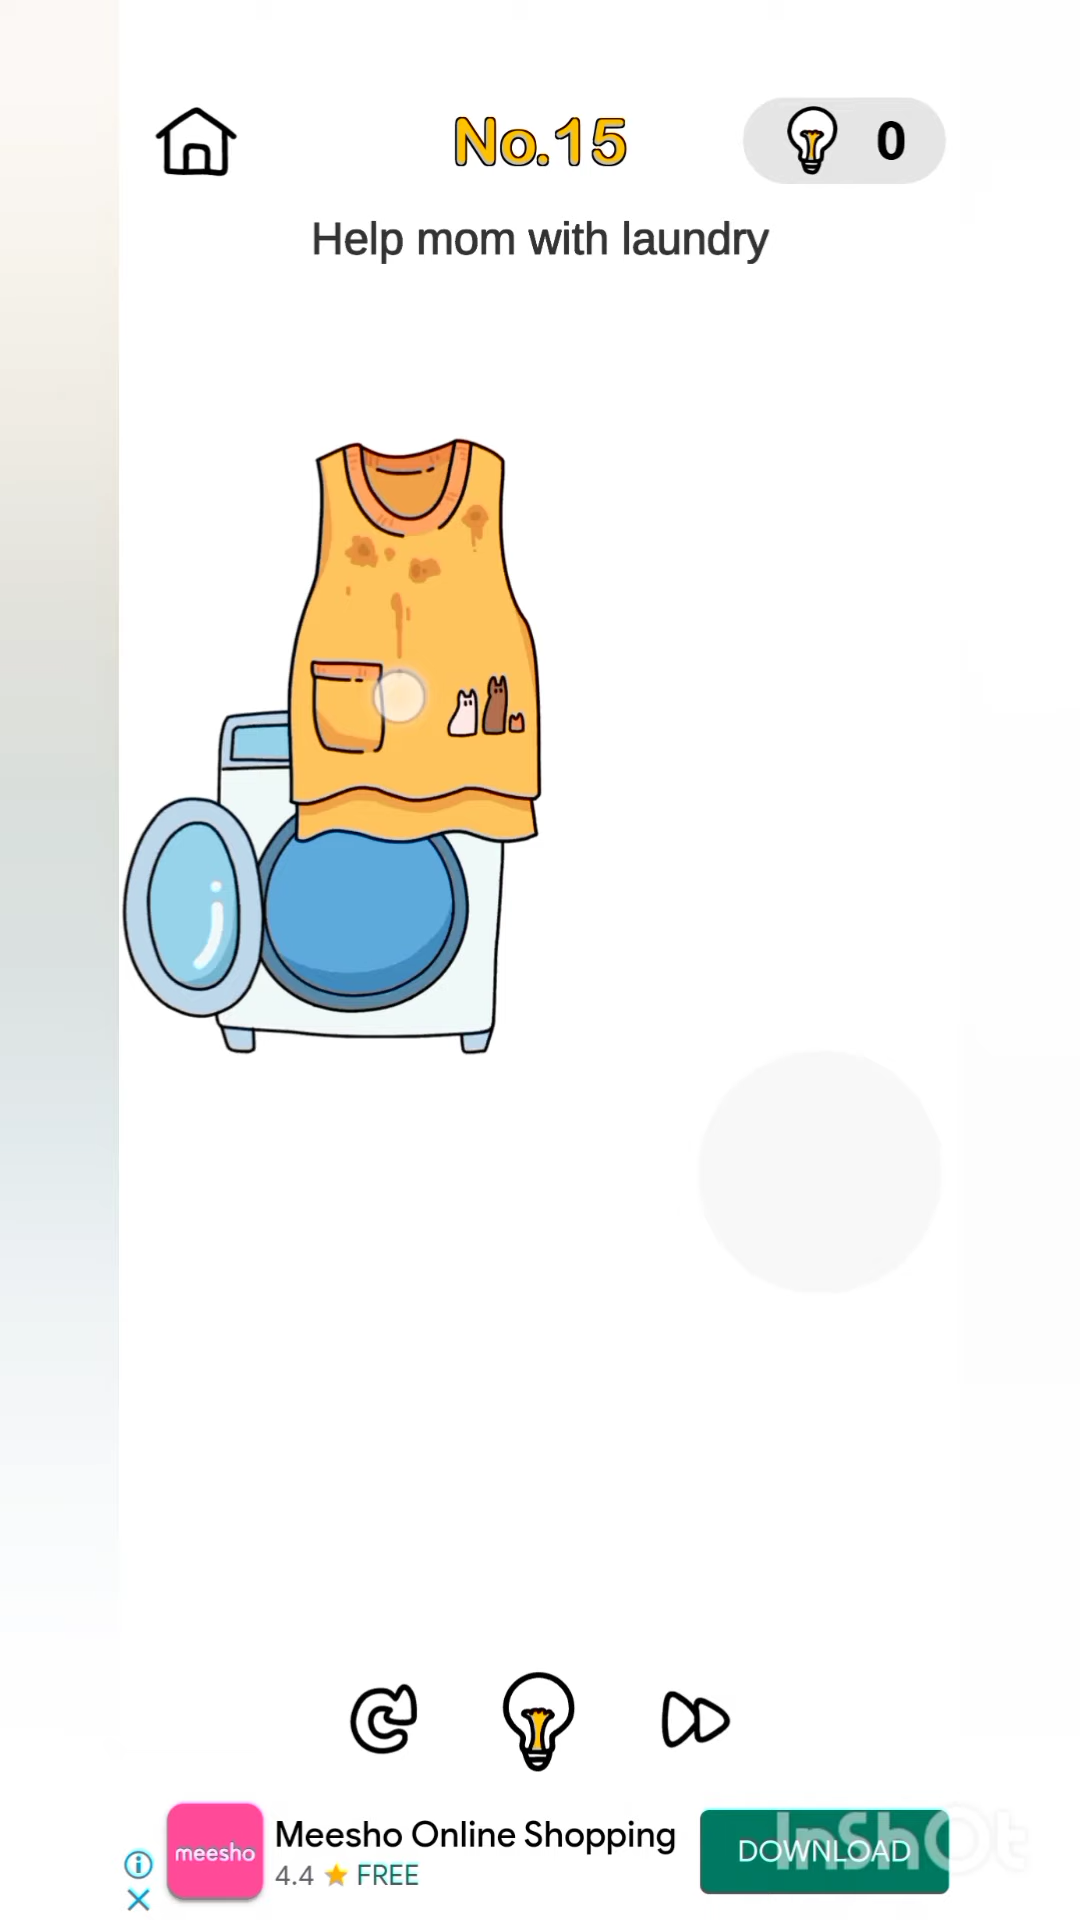 No.15
0
Help mom with laundry
meesho
Meesho Online Shopping
4.4 ★ FREE
DOWNLOAD
InShOt